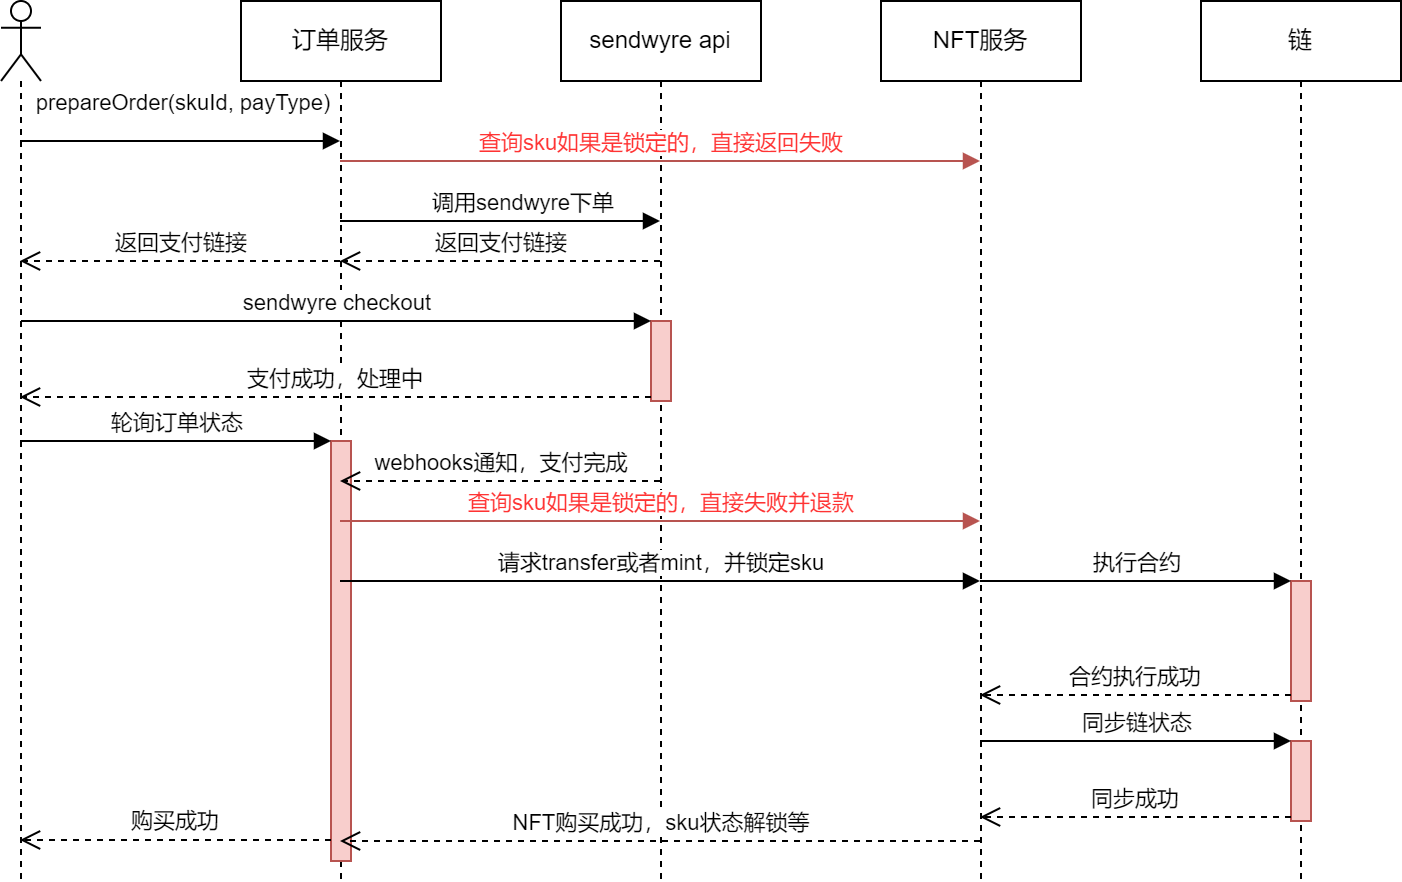 订单服务
sendwyre api
NFT服务
链
prepareOrder(skuId, payType)
查询sku如果是锁定的，直接返回失败
调用sendwyre下单
返回支付链接
返回支付链接
sendwyre checkout
支付成功，处理中
轮询订单状态
webhooks通知，支付完成
查询sku如果是锁定的，直接失败并退款
请求transfer或者mint，并锁定sku
执行合约
合约执行成功
同步链状态
同步成功
购买成功
NFT购买成功，sku状态解锁等